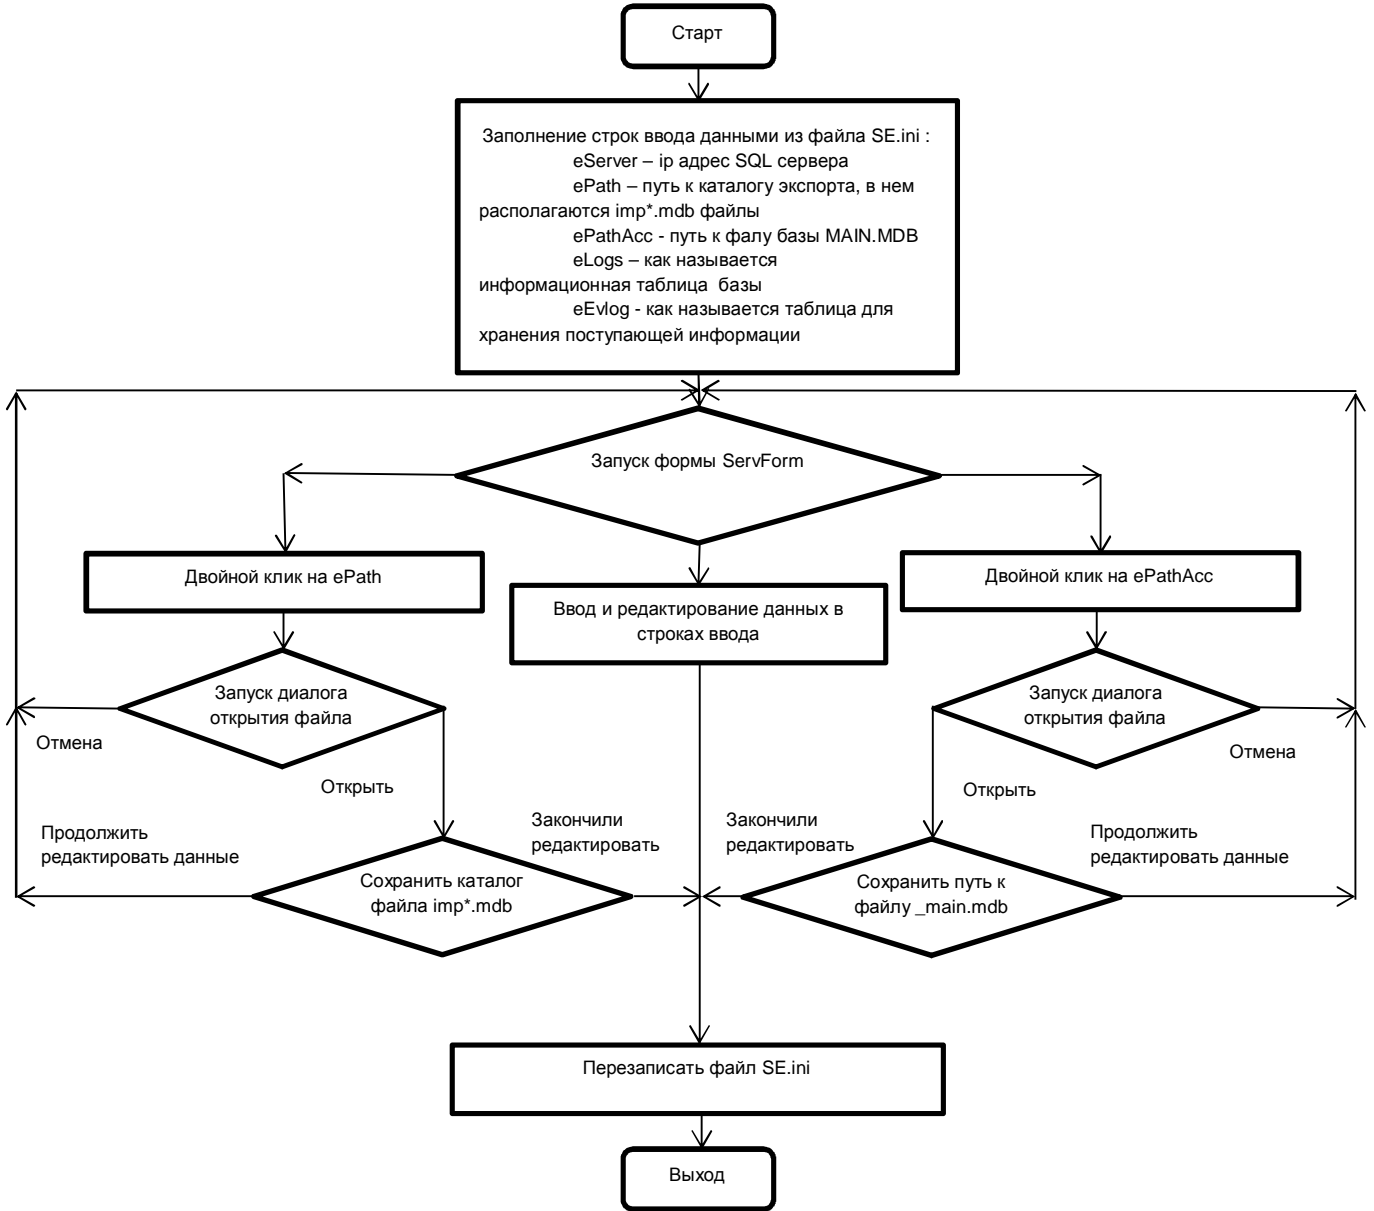 Старт
Заполнение строк ввода данными из файла SE.ini :
eServer – ip адрес SQL сервера
ePath – путь к каталогу экспорта, в нем
располагаются imp*.mdb файлы
ePathAcc - путь к фалу базы MAIN.MDB
eLogs – как называется
информационная таблица базы
eEvlog - как называется таблица для
хранения поступающей информации
Запуск формы ServForm
Двойной клик на ePath
Ввод и редактирование данных в
строках ввода
Двойной клик на ePathAcc
Запуск диалога
открытия файла
Отмена
Открыть
Запуск диалога
открытия файла
Отмена
Открыть
Продолжить
редактировать данные
Закончили
редактировать
Закончили
редактировать
Продолжить
редактировать данные
Сохранить каталог
файла imp*.mdb
Сохранить путь к
файлу _main.mdb
Перезаписать файл SE.ini
Выход